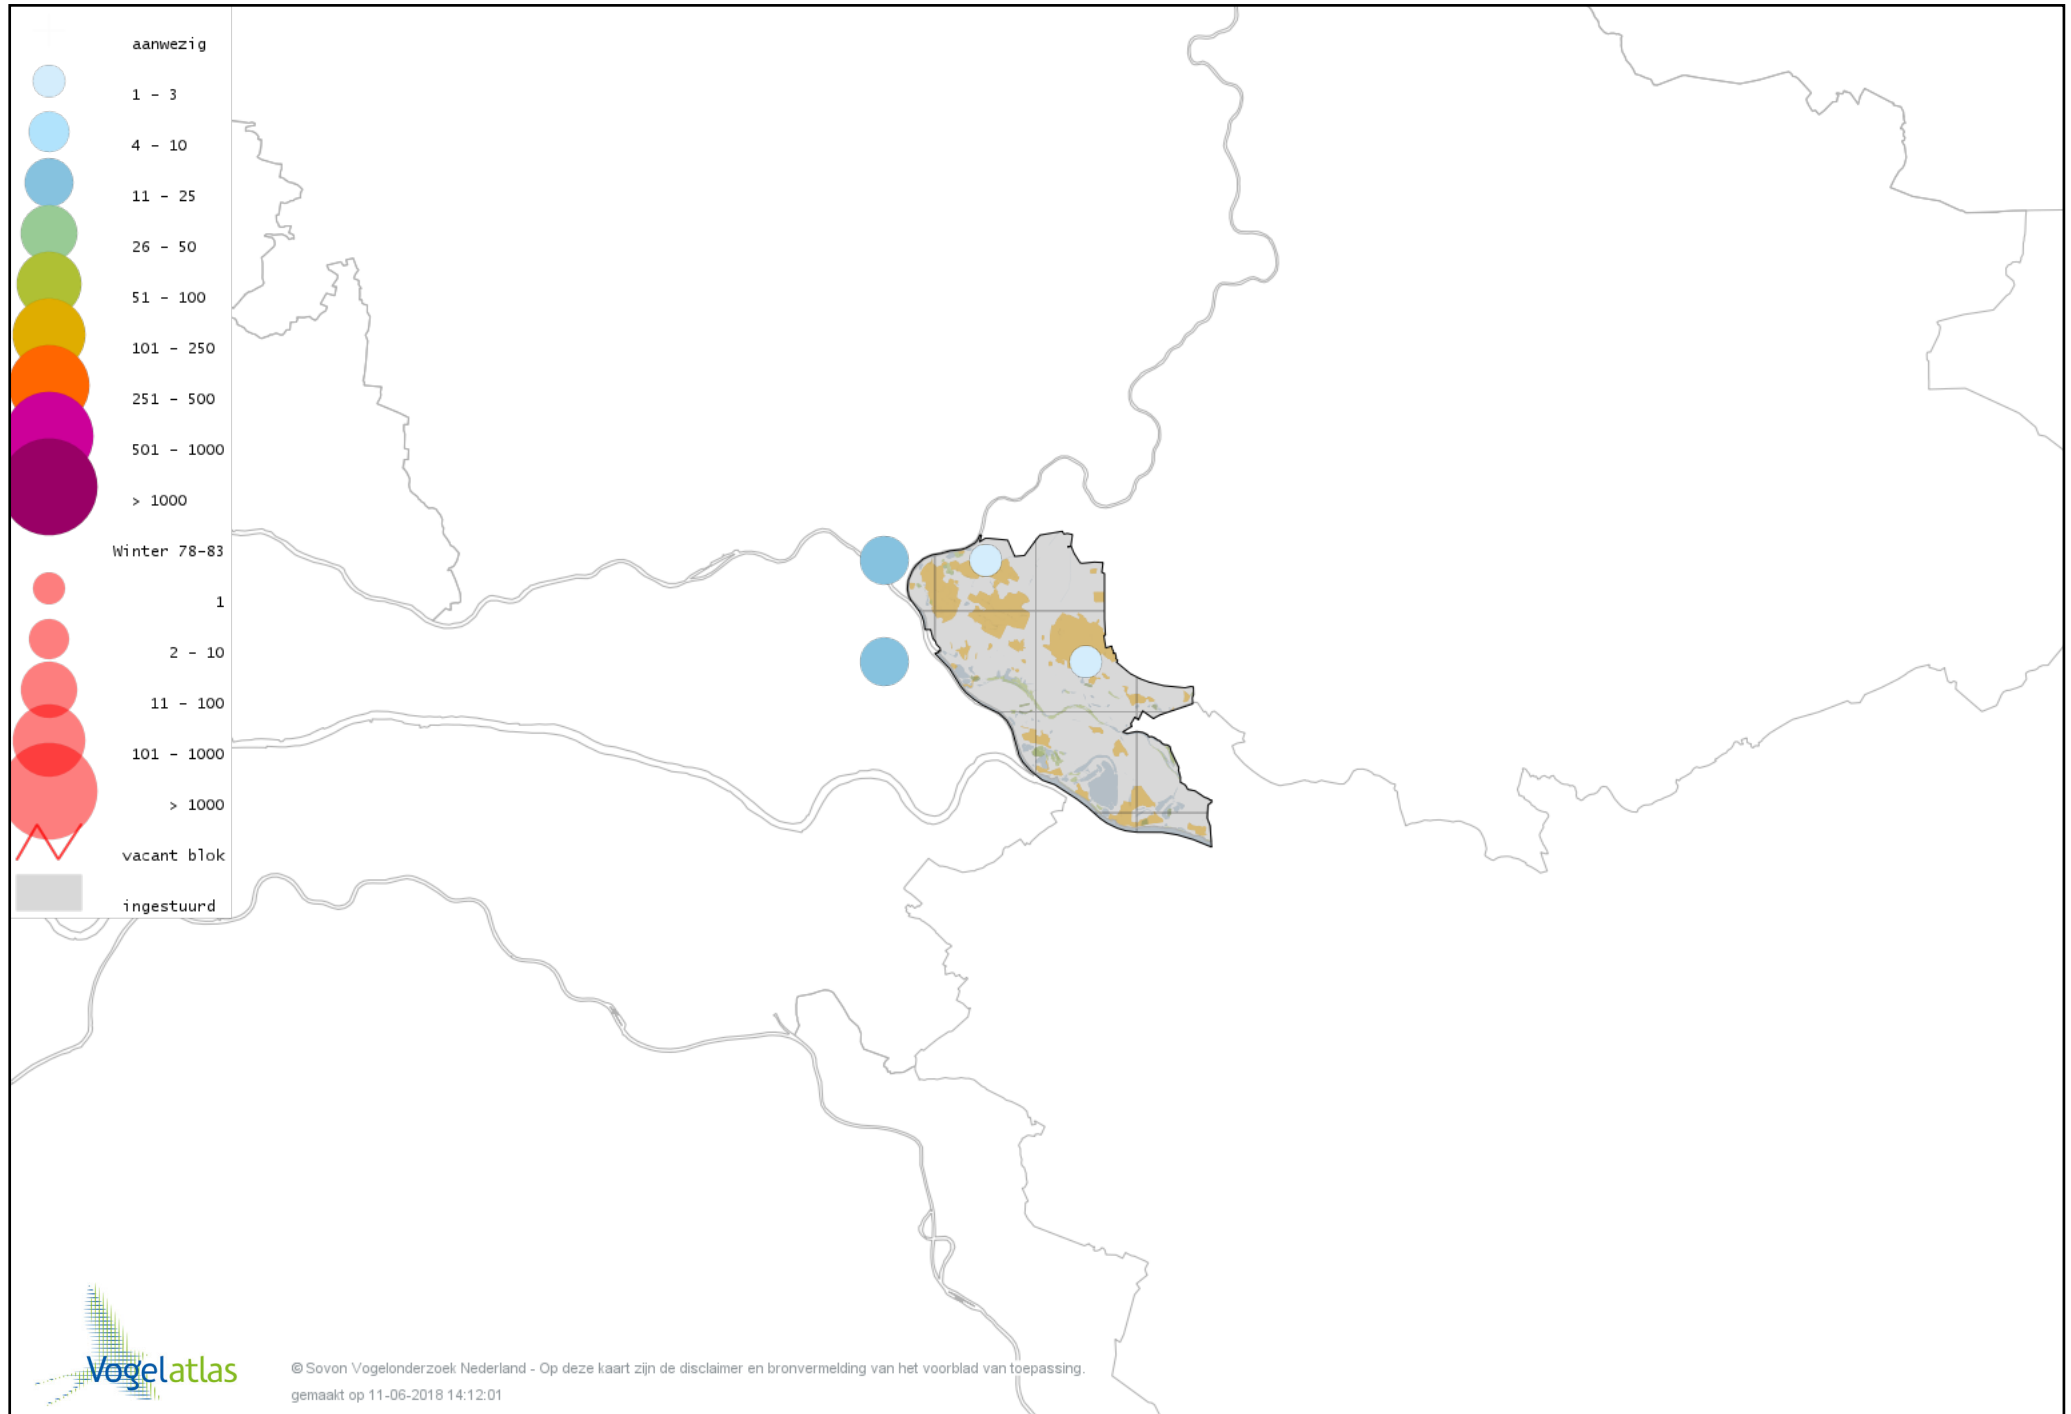 aanwezig
1 - 3
4 - 10
11 - 25
26 - 50
51 - 100
101 - 250
251 - 500
501 - 1000
> 1000
Winter 78-83
1
2 - 10
11 - 100
101 - 1000
> 1000
vacant blok
ingestuurd
Vogelatlas
© Sovon Vogelonderzoek Nederland - Op deze kaart zijn de disclaimer en bronvermelding van het voorblad van toepassing.
gemaakt op 11-06-2018 14:12:01